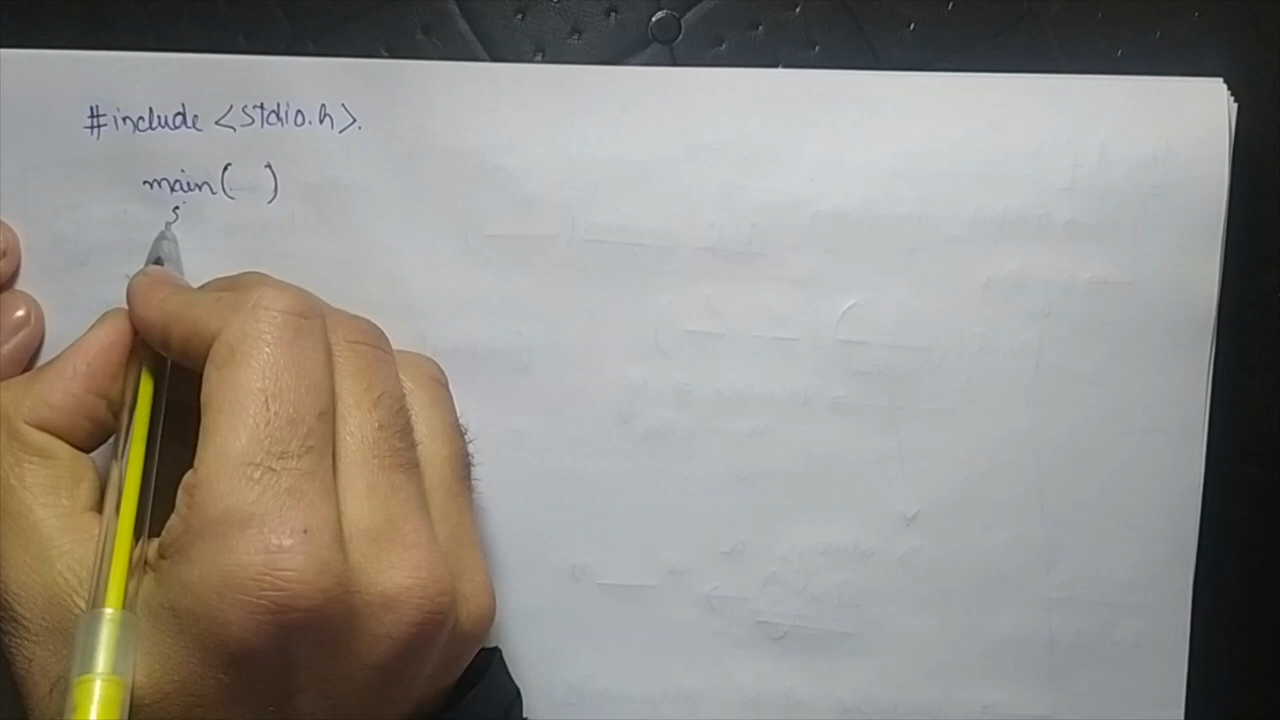 #include <stdio.h>.
main( )
{